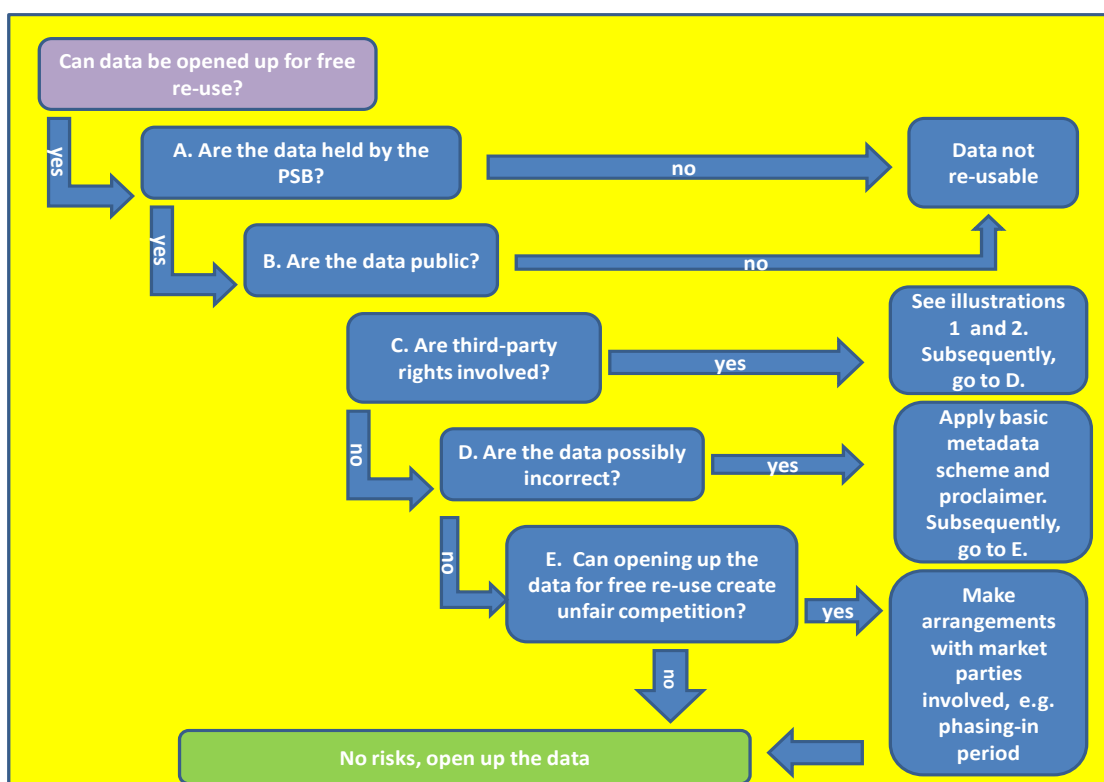 Can data be opened up for free
re-use?
yes
A. Are the data held by the
PSB?
no
Data not
re-usable
yes
B. Are the data public?
no
C. Are third-party
rights involved?
yes
See illustrations
1 and 2.
Subsequently,
go to D.
no
D. Are the data possibly
incorrect?
yes
Apply basic
metadata
scheme and
proclaimer.
Subsequently,
go to E.
no
E. Can opening up the
data for free re-use create
unfair competition?
yes
Make
arrangements
with market
parties
involved, e.g.
phasing-in
period
no
No risks, open up the data